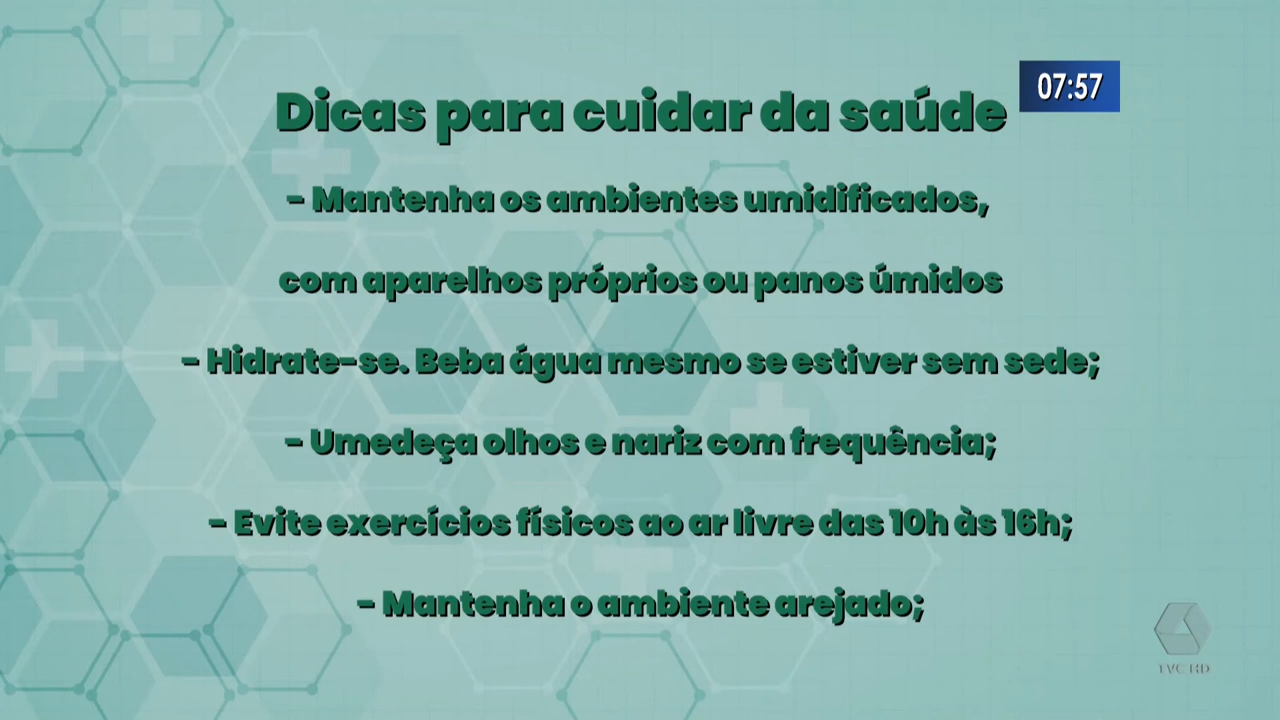 Dicas para cuidar da saúde
07:57
- Mantenha os ambientes umidificados,
com aparelhos próprios ou panos úmidos
- Hidrate-se. Beba água mesmo se estiver sem sede;
- Umedeça olhos e nariz com frequência;
- Evite exercícios físicos ao ar livre das 10h às 16h;
- Mantenha o ambiente arejado;
TVC HD